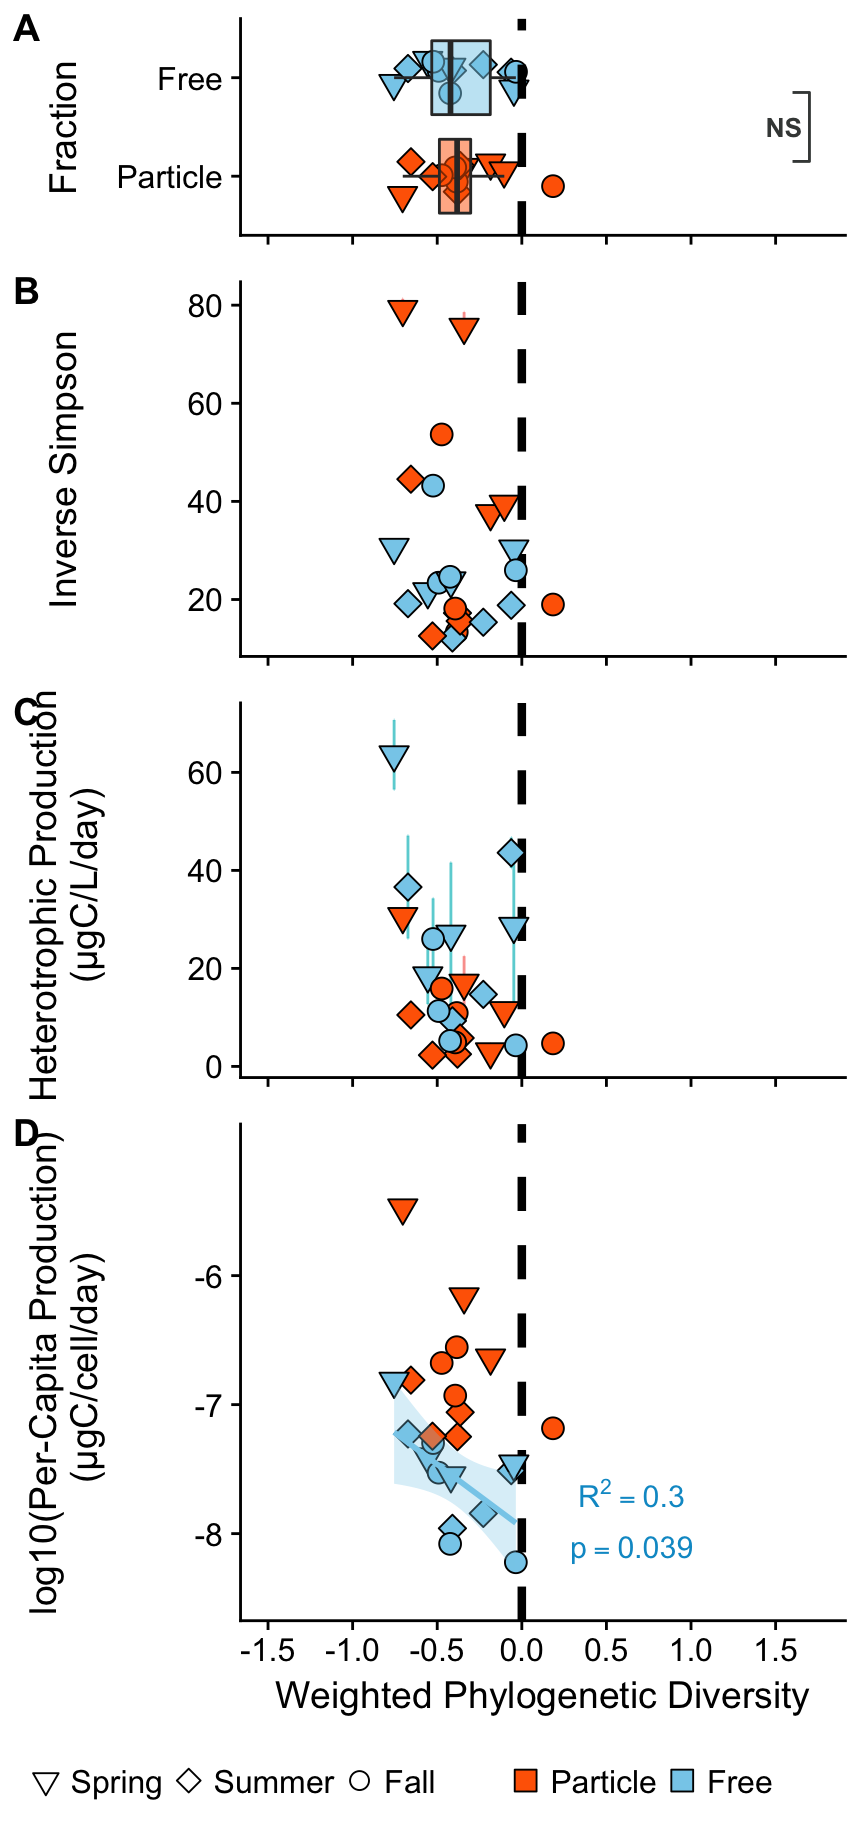 A
Fraction
Free
Particle
NS
B
Inverse Simpson
80
60
40
20
C
Heterotrophic Production
(µgC/L/day)
60
40
20
0
D
log10(Per-Capita Production)
(µgC/cell/day)
-6
-7
-8
R² = 0.3
p = 0.039
-1.5 -1.0 -0.5 0.0 0.5 1.0 1.5
Weighted Phylogenetic Diversity
Spring Summer Fall Particle Free